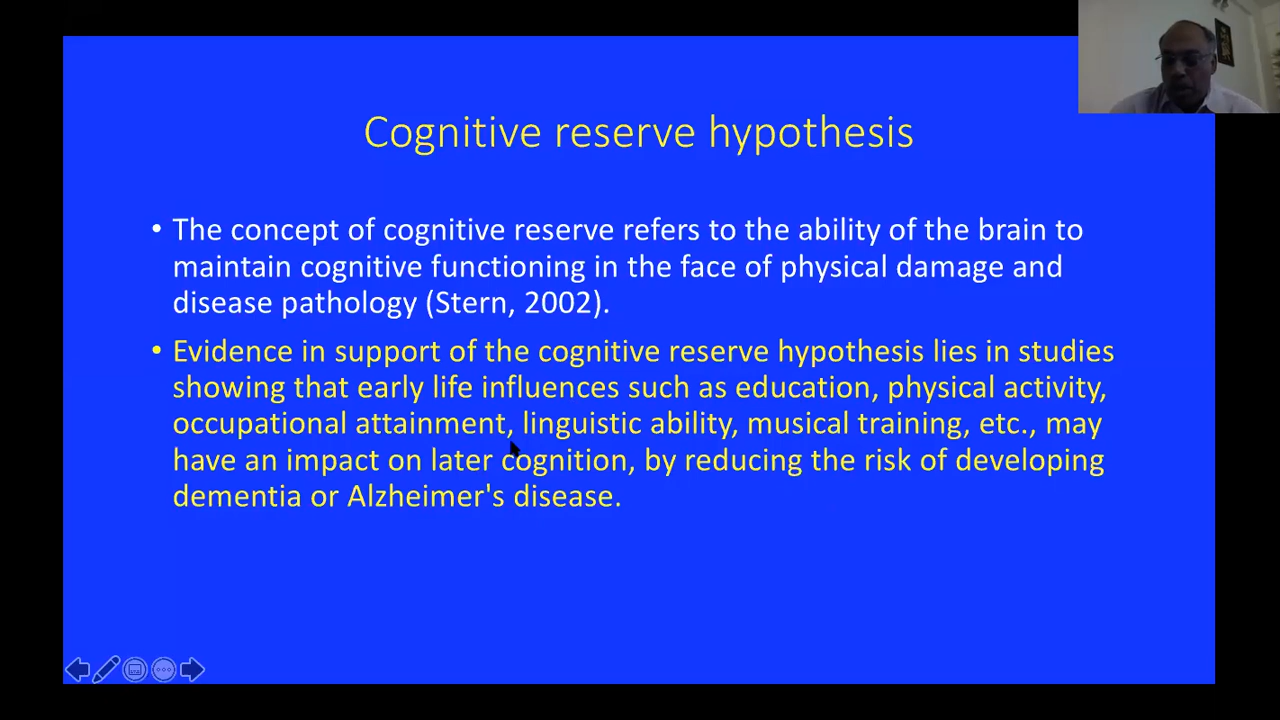 Cognitive reserve hypothesis
• The concept of cognitive reserve refers to the ability of the brain to
maintain cognitive functioning in the face of physical damage and
disease pathology (Stern, 2002).
• Evidence in support of the cognitive reserve hypothesis lies in studies
showing that early life influences such as education, physical activity,
occupational attainment, linguistic ability, musical training, etc., may
have an impact on later cognition, by reducing the risk of developing
dementia or Alzheimer's disease.